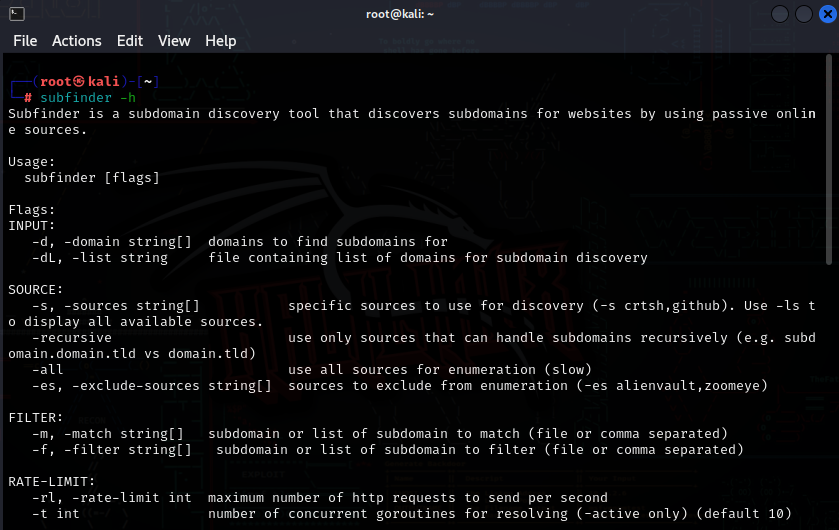 root@kali: ~
File Actions Edit View Help
┌──(root㉿kali)-[~]
└─# subfinder -h
Subfinder is a subdomain discovery tool that discovers subdomains for websites by using passive onlin
e sources.
Usage:
  subfinder [flags]
Flags:
INPUT:
   -d, -domain string[]  domains to find subdomains for
   -dL, -list string     file containing list of domains for subdomain discovery
SOURCE:
   -s, -sources string[]           specific sources to use for discovery (-s crtsh,github). Use -ls t
o display all available sources.
   -recursive                      use only sources that can handle subdomains recursively (e.g. subd
omain.domain.tld vs domain.tld)
   -all                            use all sources for enumeration (slow)
   -es, -exclude-sources string[]  sources to exclude from enumeration (-es alienvault,zoomeye)
FILTER:
   -m, -match string[]   subdomain or list of subdomain to match (file or comma separated)
   -f, -filter string[]   subdomain or list of subdomain to filter (file or comma separated)
RATE-LIMIT:
   -rl, -rate-limit int  maximum number of http requests to send per second
   -t int                number of concurrent goroutines for resolving (-active only) (default 10)